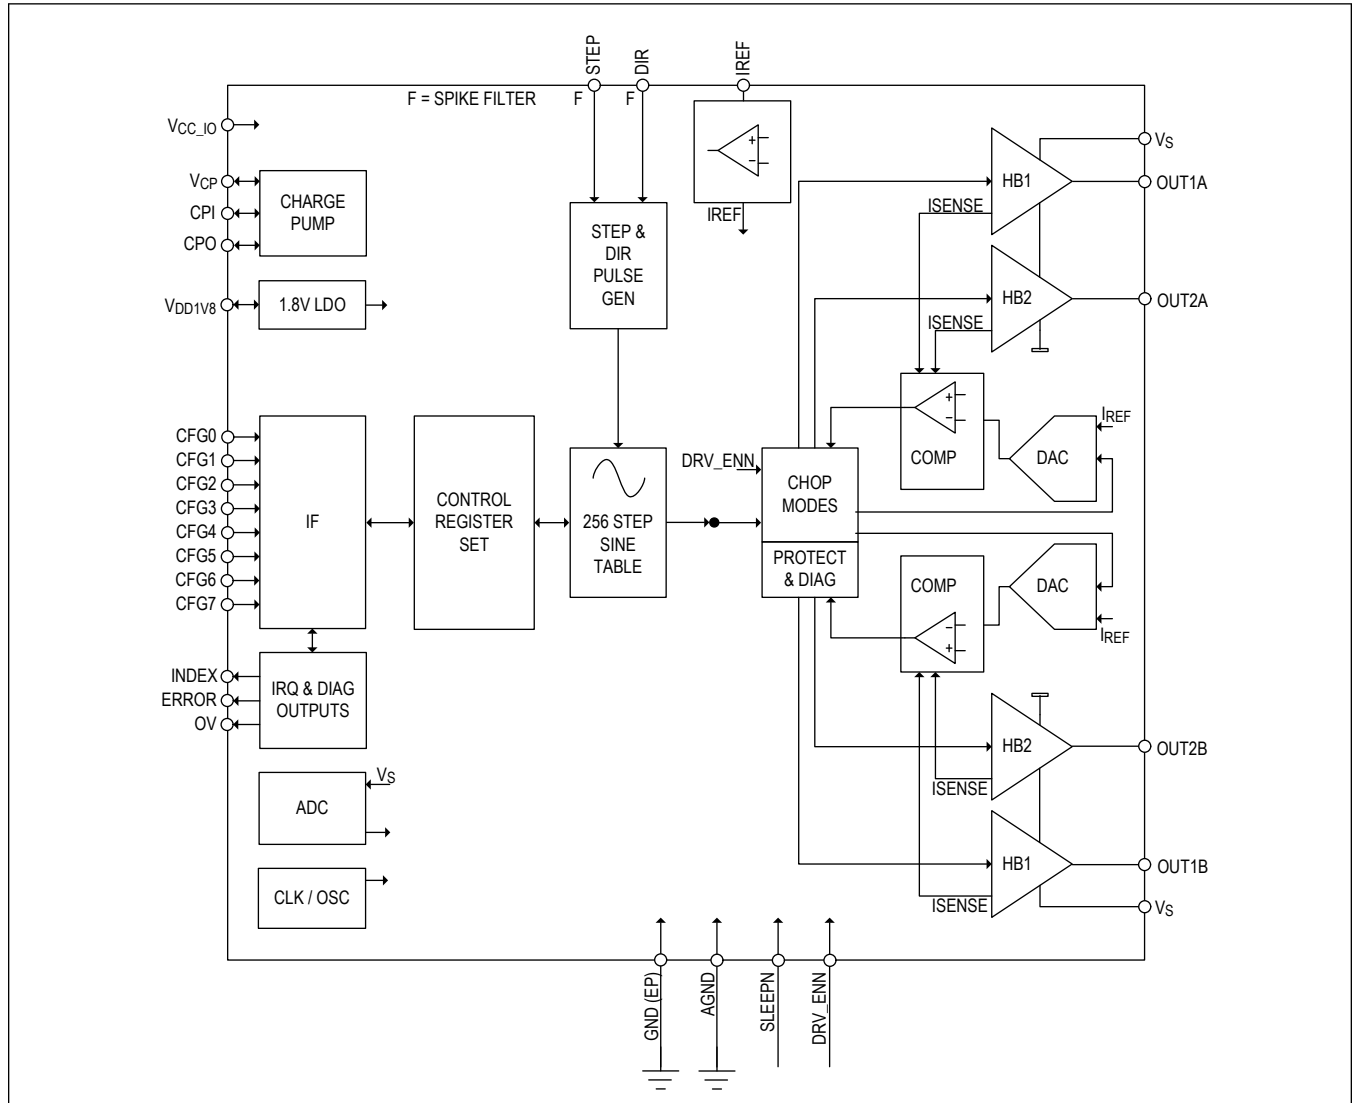 STEP
DIR
IREF
F = SPIKE FILTER
F
F
VCC_IO
VS
VCP
CPI
CPO
CHARGE
PUMP
STEP &
DIR
PULSE
GEN
IREF
HB1
OUT1A
ISENSE
VDD1V8
1.8V LDO
HB2
OUT2A
ISENSE
CFG0
CFG1
CFG2
CFG3
CFG4
CFG5
CFG6
CFG7
IF
CONTROL
REGISTER
SET
256 STEP
SINE
TABLE
DRV_ENN
CHOP
MODES
PROTECT
& DIAG
+
−
COMP
DAC
IREF
COMP
−
+
DAC
IREF
+
−
INDEX
ERROR
OV
IRQ & DIAG
OUTPUTS
HB2
OUT2B
ISENSE
ADC
VS
HB1
OUT1B
ISENSE
VS
CLK / OSC
GND (EP)
AGND
SLEEPN
DRV_ENN